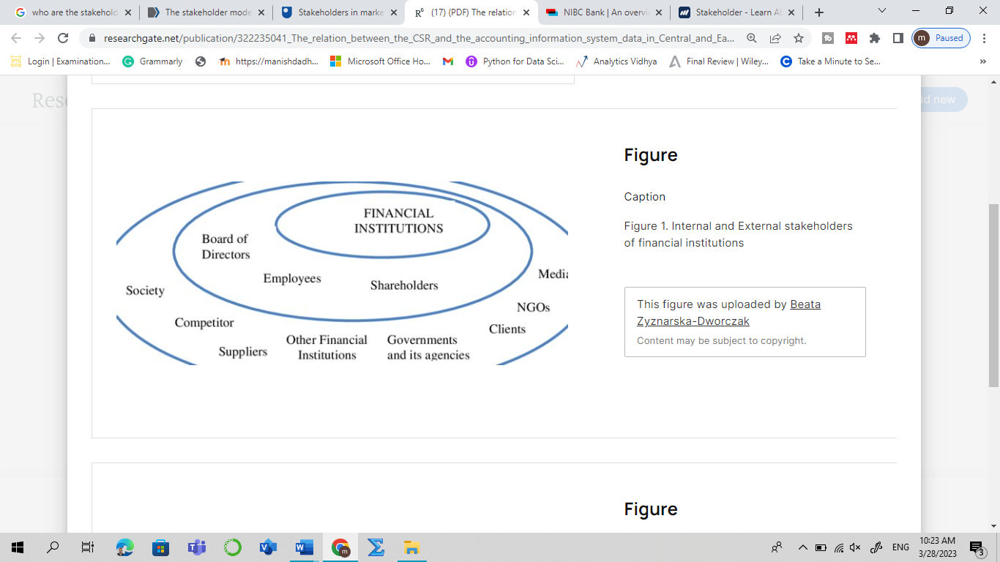 who are the stakehold
The stakeholder mode
Stakeholders in marke
R⁶ (17) (PDF) The relation
NIBC Bank | An overvi
Stakeholder - Learn Al
researchgate.net/publication/322235041_The_relation_between_the_CSR_and_the_accounting_information_system_data_in_Central_and_Ea...
m Paused
Login | Examination...
Grammarly
https://manishdadh...
Microsoft Office Ho...
Python for Data Sci...
Analytics Vidhya
Final Review | Wiley...
Take a Minute to Se...
»
Rese
ld new
FINANCIAL
INSTITUTIONS
Board of
Directors
Employees
Shareholders
Media
Society
NGOs
Competitor
Clients
Suppliers
Other Financial
Institutions
Governments
and its agencies
Figure
Caption
Figure 1. Internal and External stakeholders
of financial institutions
This figure was uploaded by Beata
Zyznarska-Dworczak
Content may be subject to copyright.
Figure
ENG
10:23 AM
3/28/2023
3